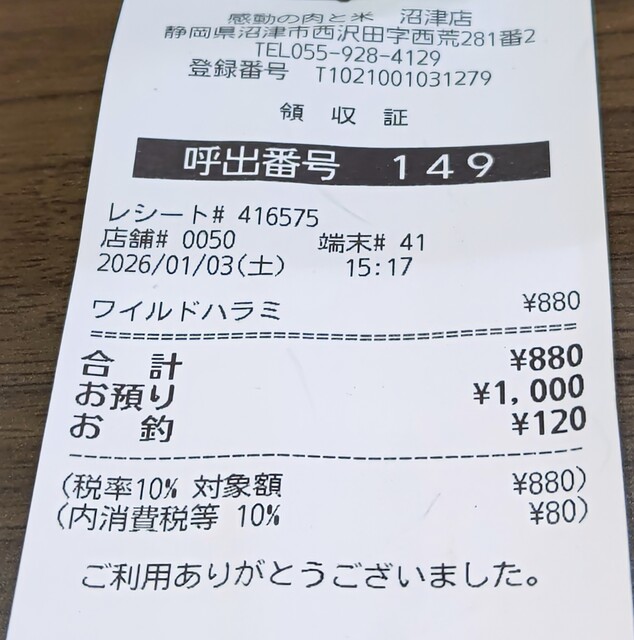 感動の肉と米 沼津店
静岡県沼津市西沢田字西荒281番2
TEL055-928-4129
登録番号 T1021001031279
領 収 証
呼出番号 149
レシート# 416575
店舗# 0050 端末# 41
2026/01/03(土) 15:17
ワイルドハラミ ¥880
合 計 ¥880
お預り ¥1,000
お 釣 ¥120
(税率10% 対象額 ¥880)
(内消費税等 10% ¥80)
ご利用ありがとうございました。